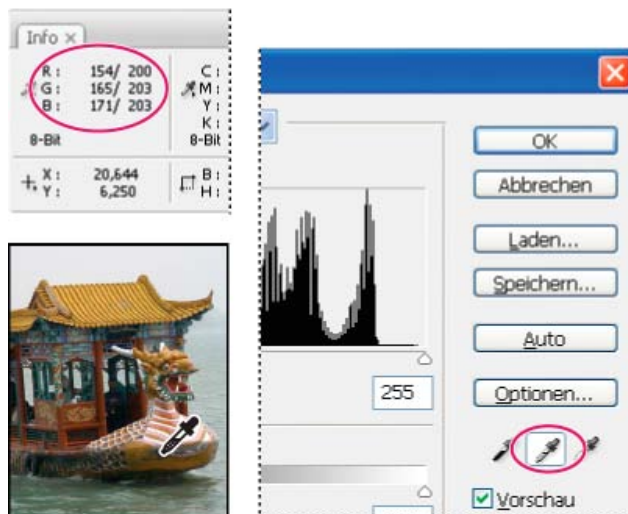 Info ×
R : 154/ 200
G : 165/ 203
B : 171/ 203
8-Bit
C :
M :
Y :
K :
8-Bit
X : 20,644
Y : 6,250
B :
H :
OK
Abbrechen
Laden...
Speichern...
Auto
255
Optionen...
Vorschau